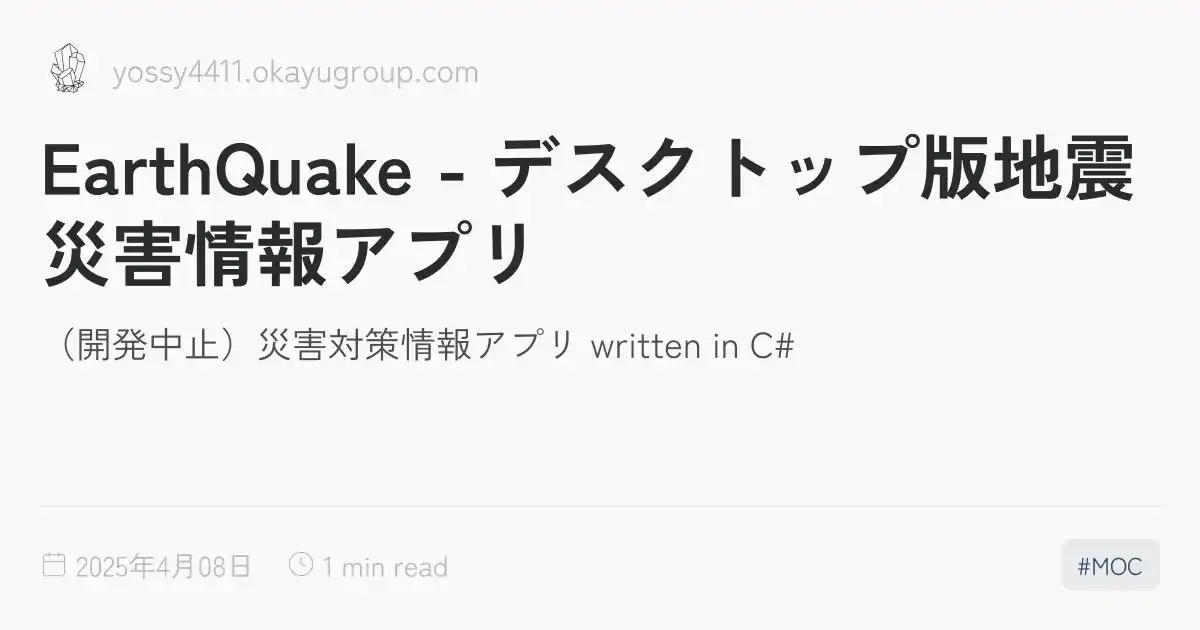 yossy4411.okayugroup.com
EarthQuake - デスクトップ版地震
災害情報アプリ
（開発中止）災害対策情報アプリ written in C#
2025年4月08日 1 min read #MOC